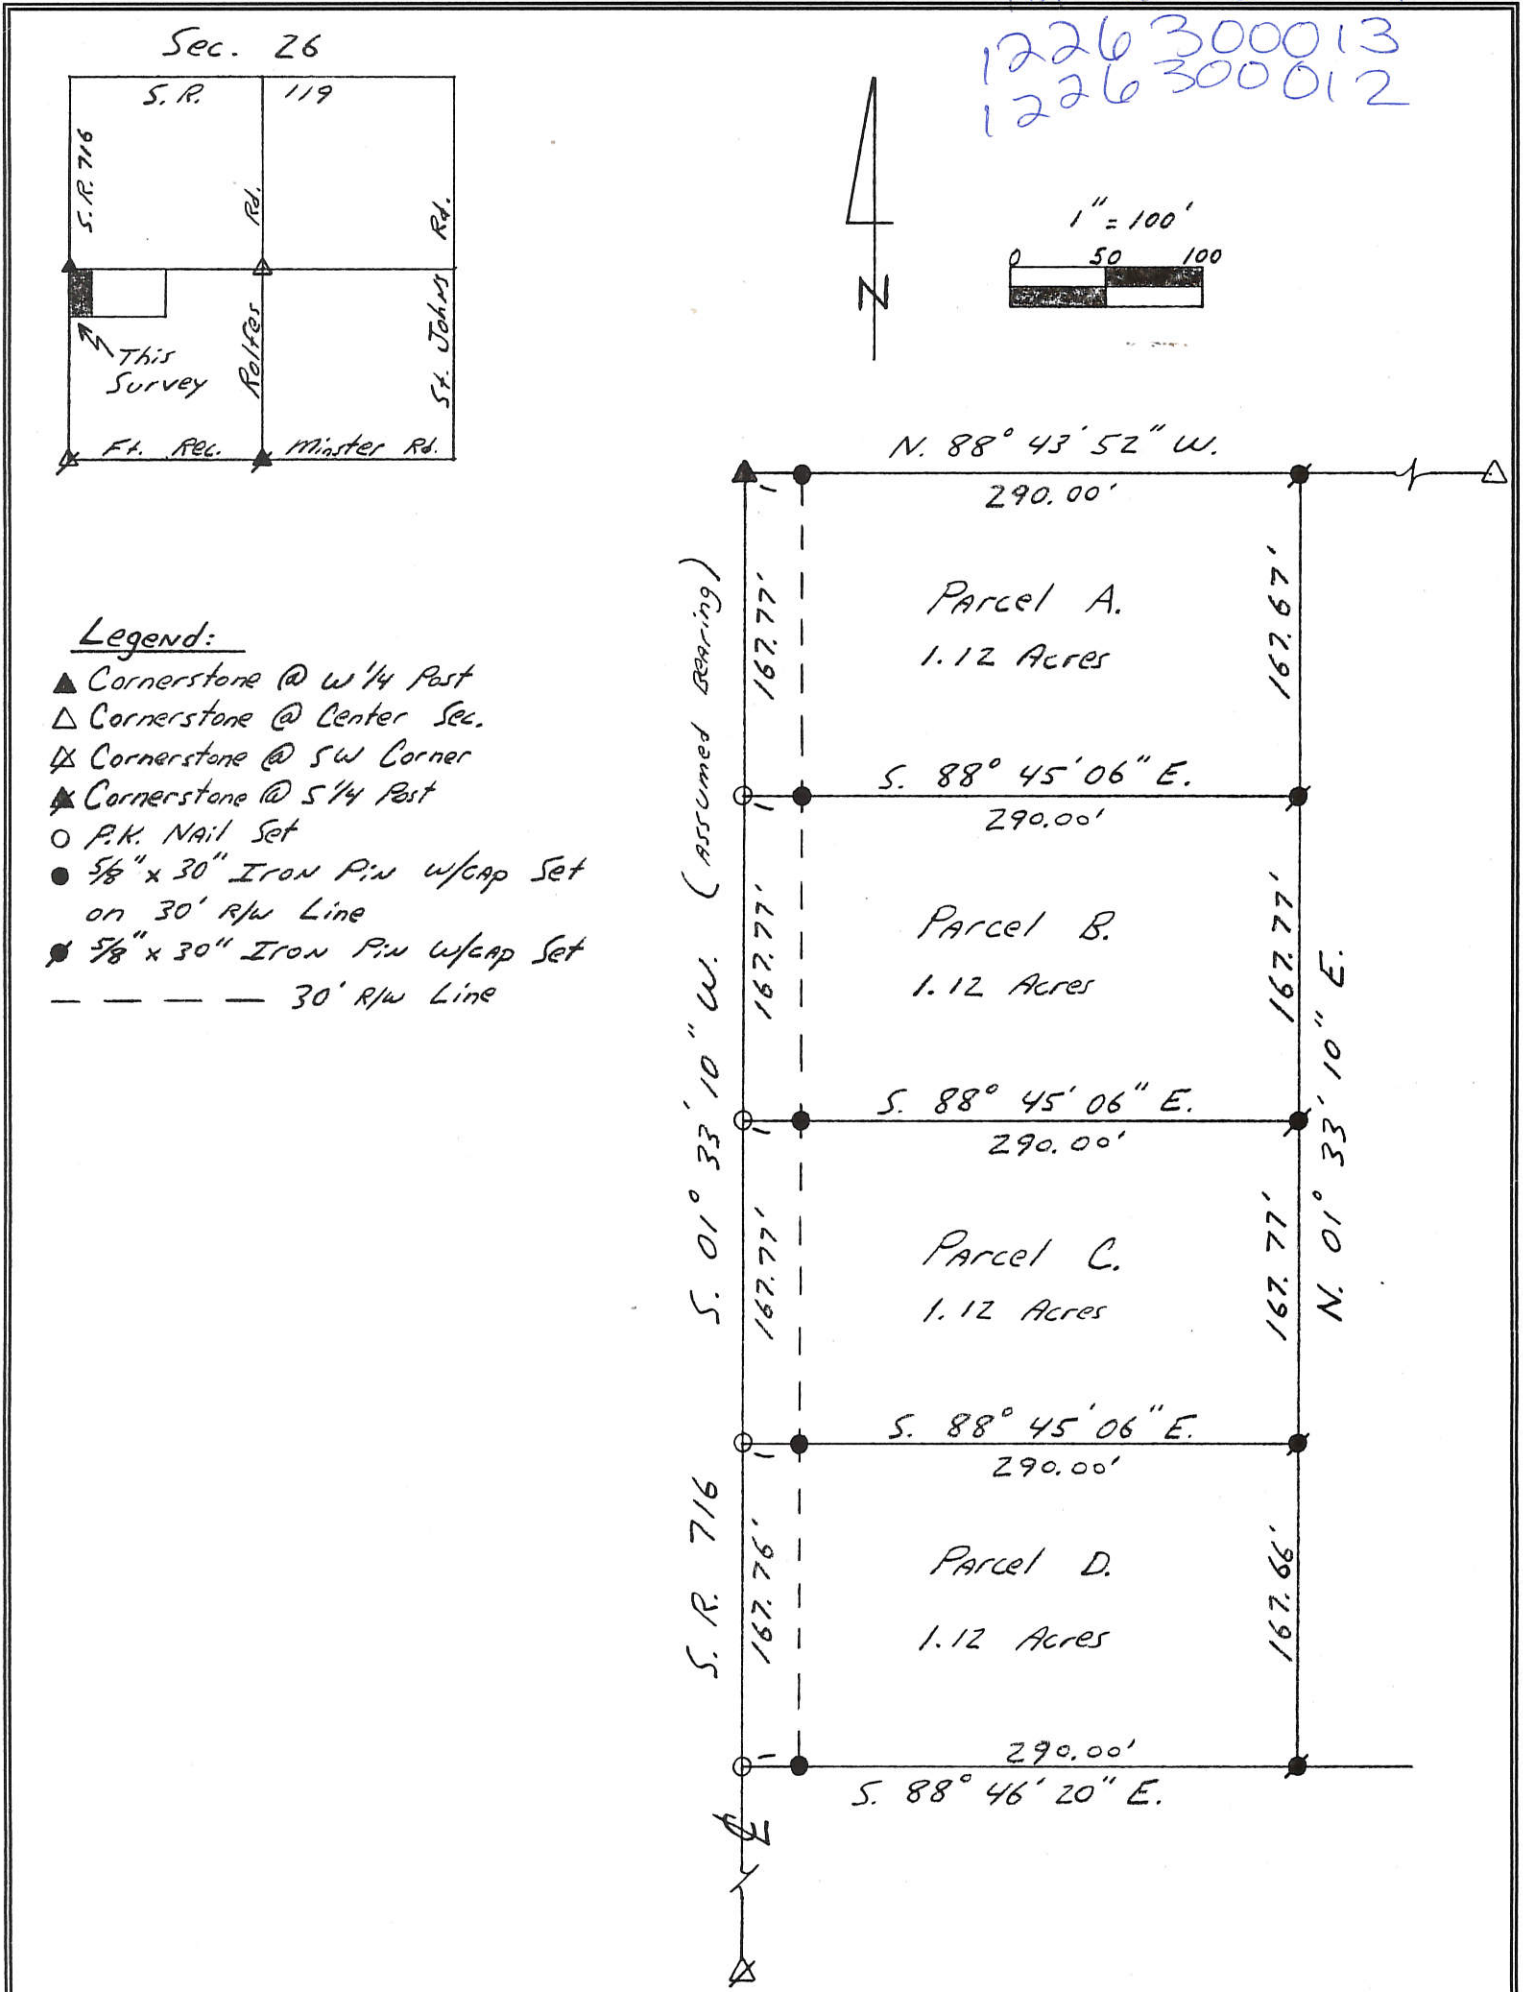 1226300013
1226300012
Sec. 26
S.R. 119
S.R. 716
Rd.
Rd.
Rolfes
St. Johns
This
Survey
Ft. Rec. Minster Rd.
N
1" = 100'
0 50 100
Legend:
Cornerstone @ W 1/4 Post
Cornerstone @ Center Sec.
Cornerstone @ SW Corner
Cornerstone @ S 1/4 Post
P.K. Nail Set
5/8" x 30" Iron Pin w/cap Set
on 30' R/W Line
5/8" x 30" Iron Pin w/cap Set
30' R/W Line
N. 88° 43' 52" W.
290.00'
Parcel A.
1.12 Acres
167.77'
167.67'
S. 88° 45' 06" E.
290.00'
Parcel B.
1.12 Acres
167.77'
167.77'
S. 88° 45' 06" E.
290.00'
Parcel C.
1.12 Acres
167.77'
167.77'
S. 88° 45' 06" E.
290.00'
Parcel D.
1.12 Acres
167.76'
167.66'
290.00'
S. 88° 46' 20" E.
S. R. 716 S. 01° 33' 10" W. (Assumed Bearing)
N. 01° 33' 10" E.